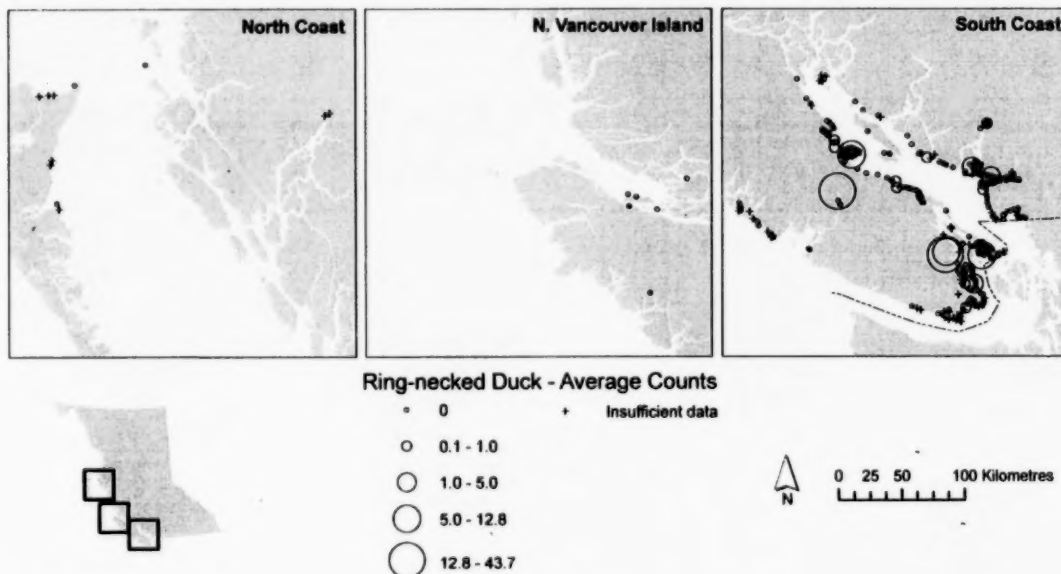 North Coast
N. Vancouver Island
South Coast
Ring-necked Duck - Average Counts
0
+ Insufficient data
0.1 - 1.0
1.0 - 5.0
5.0 - 12.8
12.8 - 43.7
N
0 25 50 100 Kilometres